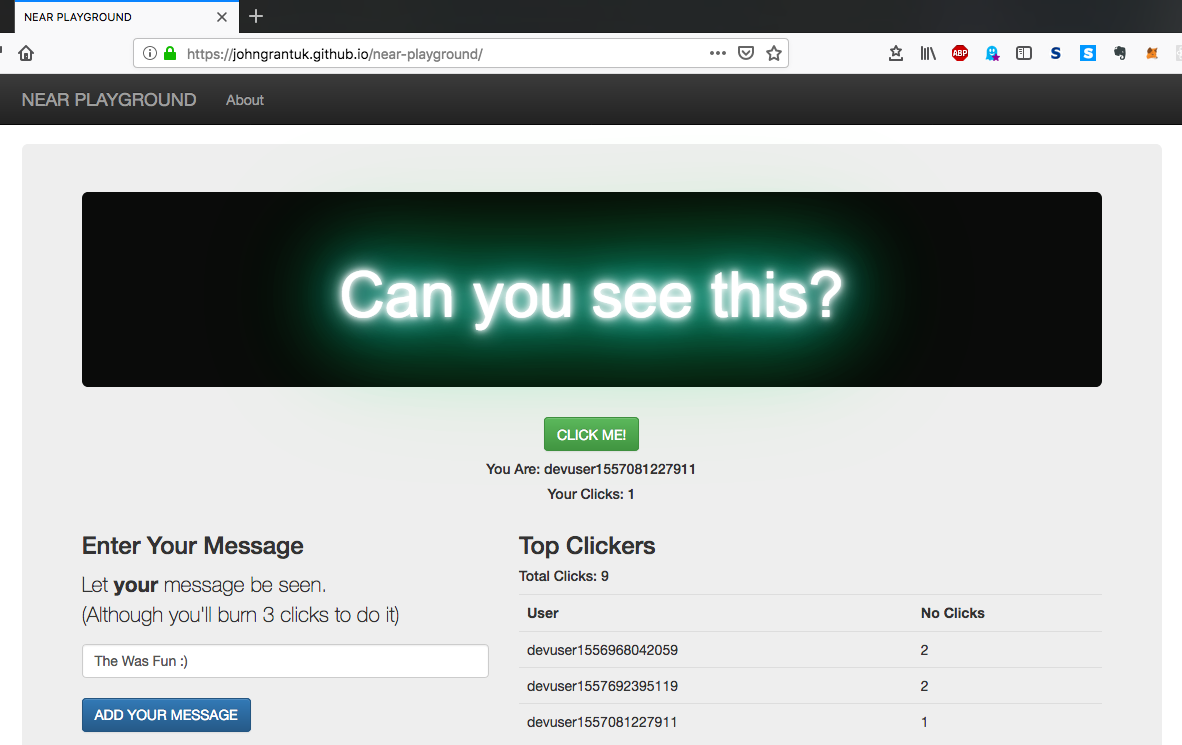 NEAR PLAYGROUND
https://johngrantuk.github.io/near-playground/
ABP
S
S
NEAR PLAYGROUND About
Can you see this?
CLICK ME!
You Are: devuser1557081227911
Your Clicks: 1
Enter Your Message
Let your message be seen.
(Although you'll burn 3 clicks to do it)
The Was Fun :)
ADD YOUR MESSAGE
Top Clickers
Total Clicks: 9
User No Clicks
devuser1556968042059 2
devuser1557692395119 2
devuser1557081227911 1